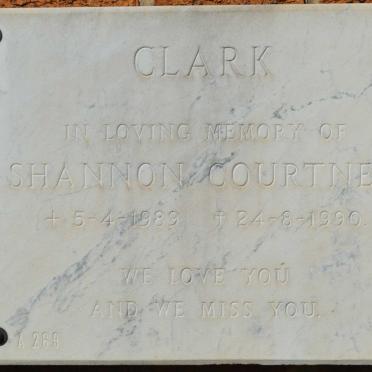 CLARK
IN LOVING MEMORY OF
SHANNON COURTNE
+ 5-4-1989 † 24-8-1990
WE LOVE YOU
AND WE MISS YOU.
A 269